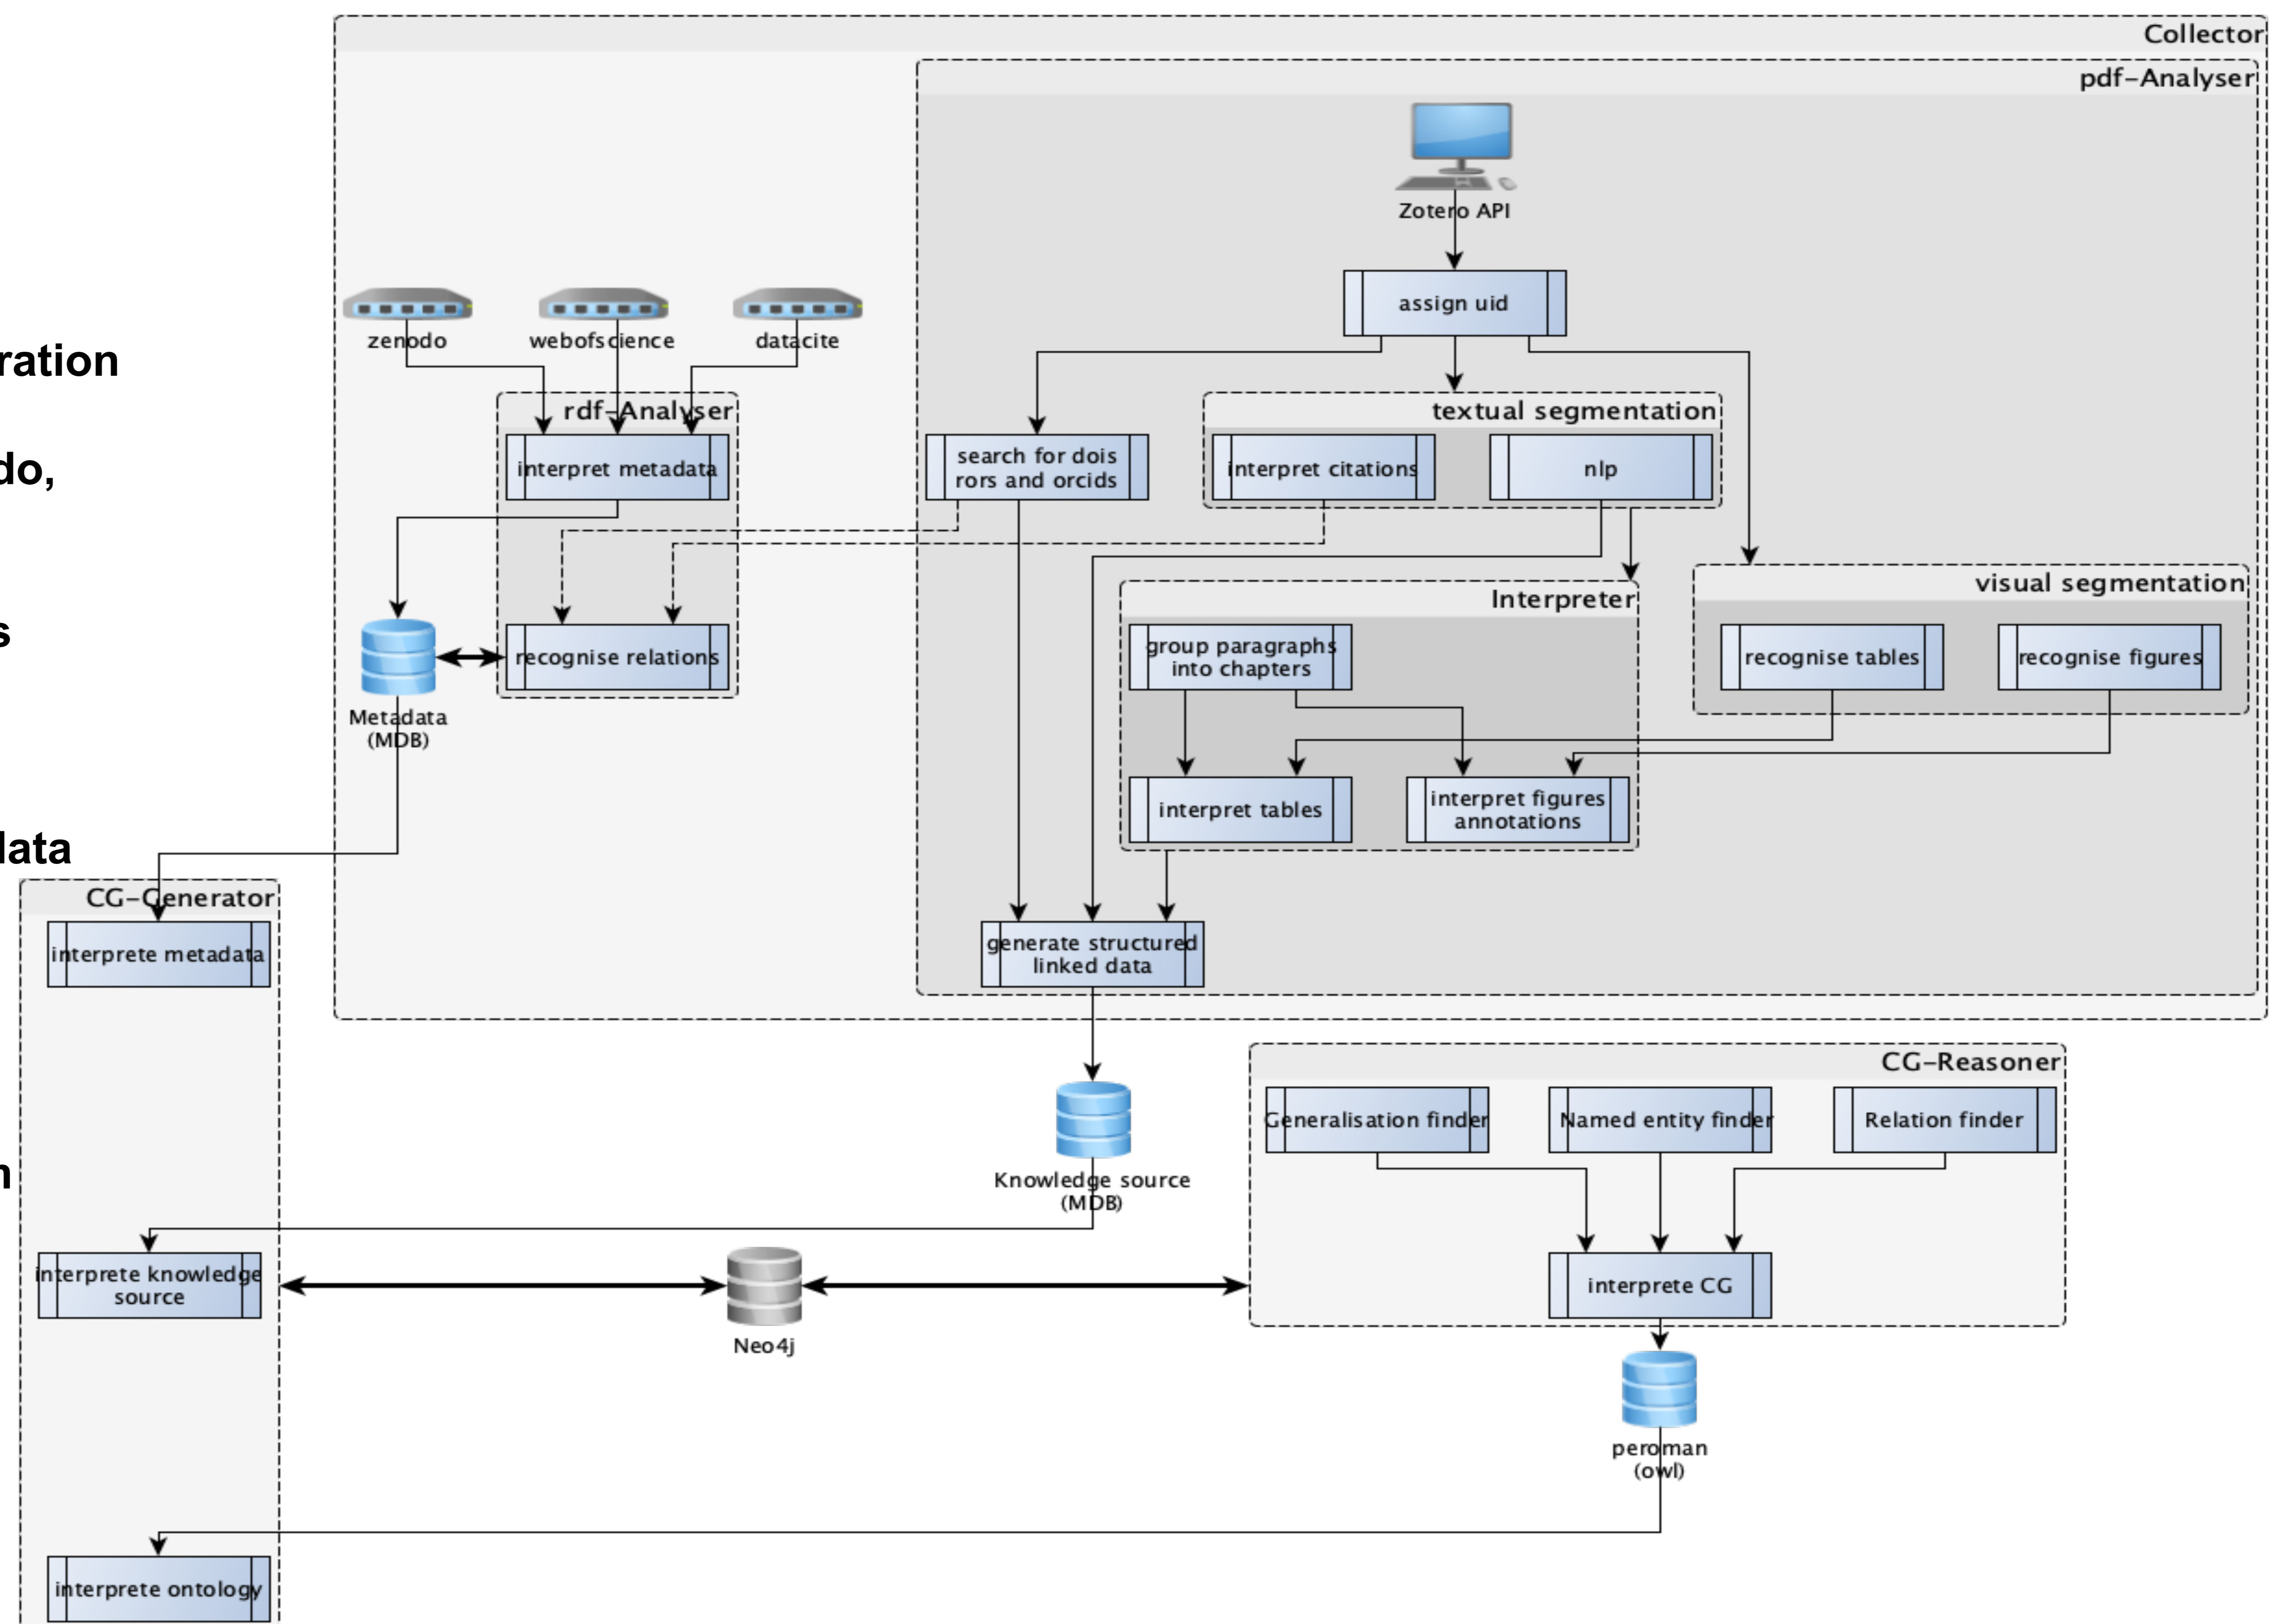 Collector
pdf-Analyser
Zotero API
assign uid
zenodo
webofscience
datacite
ration
rdf-Analyser
textual segmentation
interpret metadata
search for dois
rors and orcids
interpret citations
nlp
do,
visual segmentation
Interpreter
s
group paragraphs
into chapters
recognise relations
recognise tables
recognise figures
Metadata
(MDB)
interpret tables
interpret figures
annotations
data
CG-Generator
interprete metadata
generate structured
linked data
CG-Reasoner
Generalisation finder
Named entity finder
Relation finder
Knowledge source
(MDB)
interprete knowledge
source
interprete CG
Neo4j
peroman
(owl)
interprete ontology